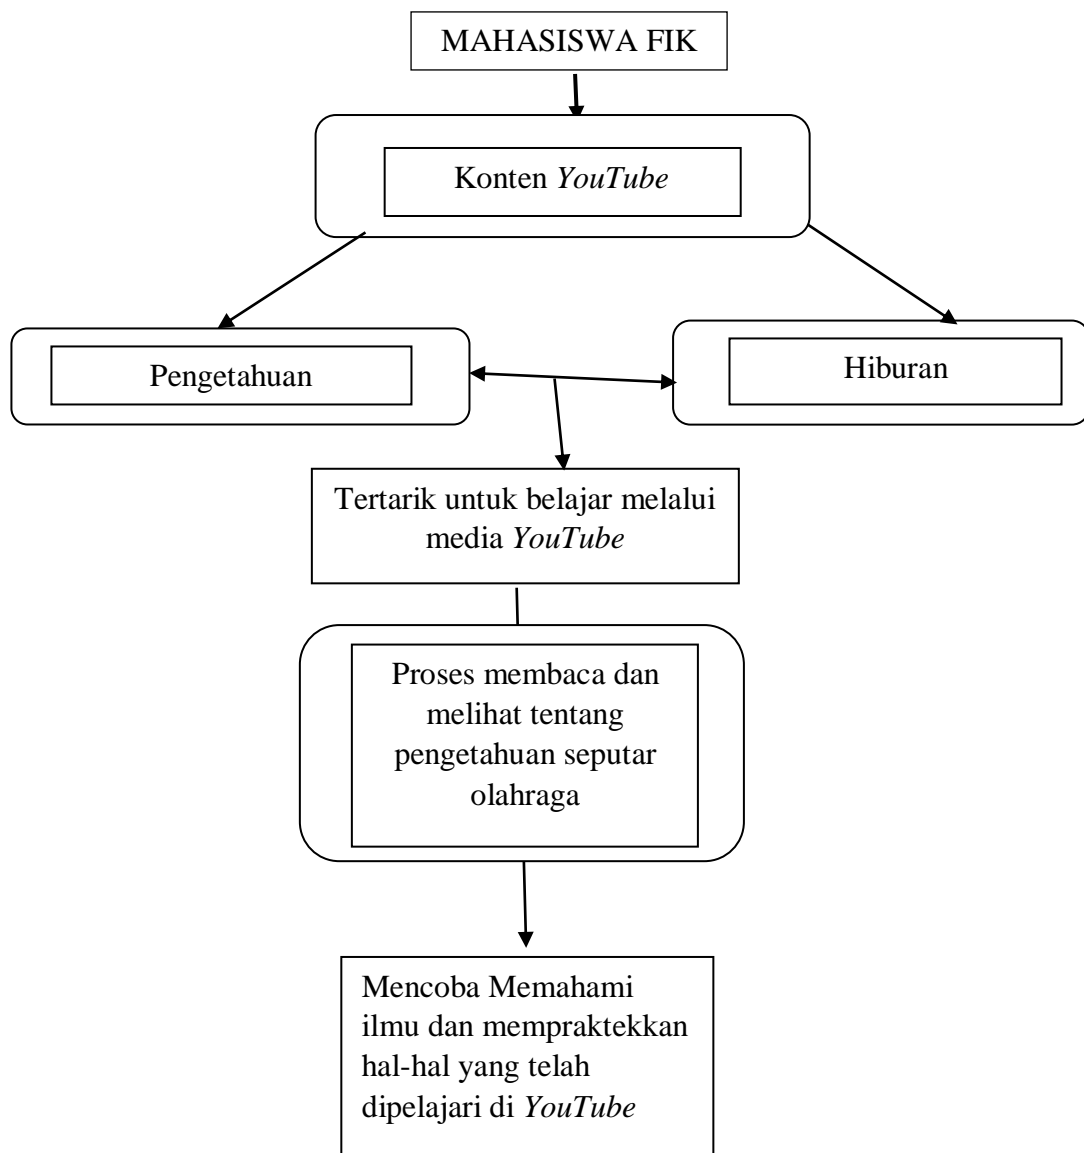 MAHASISWA FIK
Konten YouTube
Pengetahuan
Hiburan
Tertarik untuk belajar melalui
media YouTube
Proses membaca dan
melihat tentang
pengetahuan seputar
olahraga
Mencoba Memahami
ilmu dan mempraktekkan
hal-hal yang telah
dipelajari di YouTube